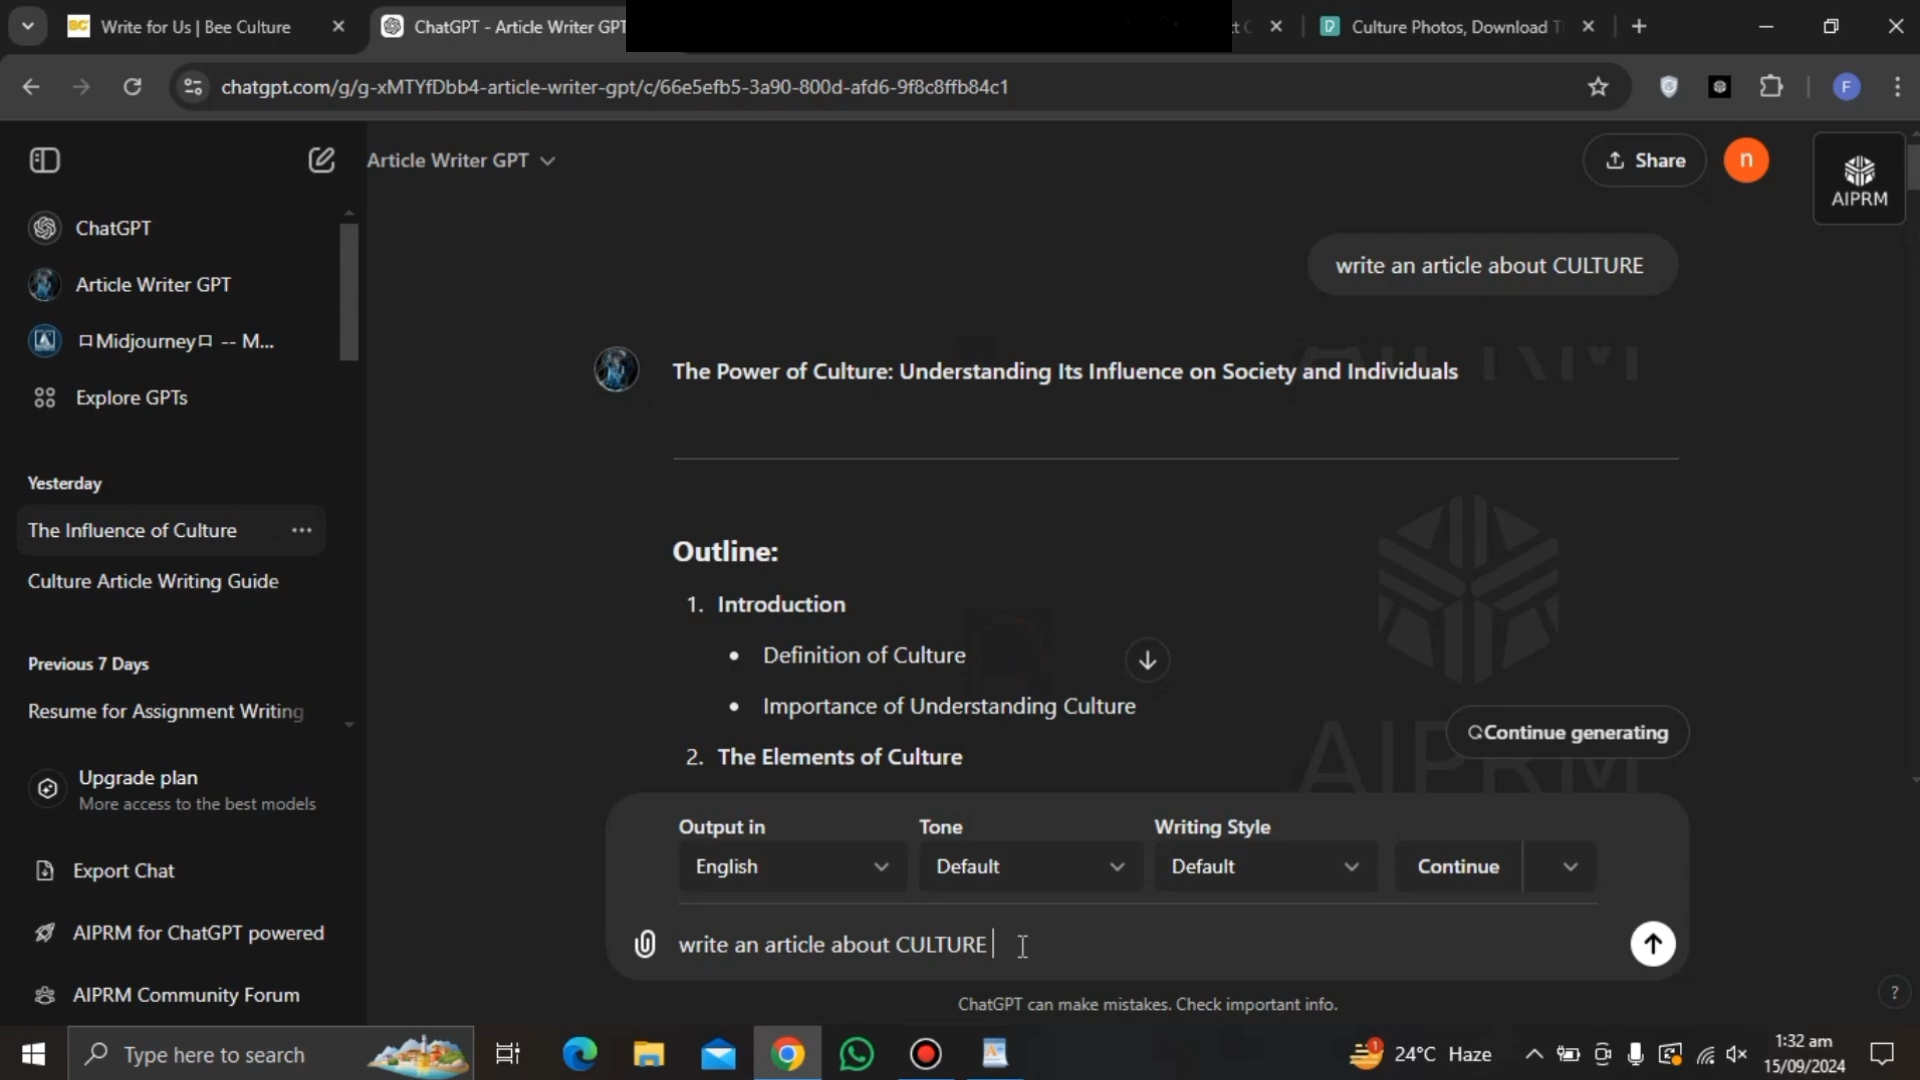 Write for Us | Bee Culture
ChatGPT - Article Writer GPT
Culture Photos, Download
chatgpt.com/g/g-xMTYfDbb4-article-writer-gpt/c/66e5efb5-3a90-800d-afd6-9f8c8ffb84c1
F
Article Writer GPT
Share
n
AIPRM
ChatGPT
Article Writer GPT
Midjourney -- M...
Explore GPTs
write an article about CULTURE
The Power of Culture: Understanding Its Influence on Society and Individuals
AIPRM
Yesterday
The Influence of Culture
Culture Article Writing Guide
Previous 7 Days
Resume for Assignment Writing
Outline:
1. Introduction
• Definition of Culture
• Importance of Understanding Culture
2. The Elements of Culture
Continue generating
AIPRM
Upgrade plan
More access to the best models
Export Chat
AIPRM for ChatGPT powered
AIPRM Community Forum
Output in
Tone
Writing Style
English
Default
Default
Continue
write an article about CULTURE
ChatGPT can make mistakes. Check important info.
?
Type here to search
1
24°C Haze
1:32 am
15/09/2024